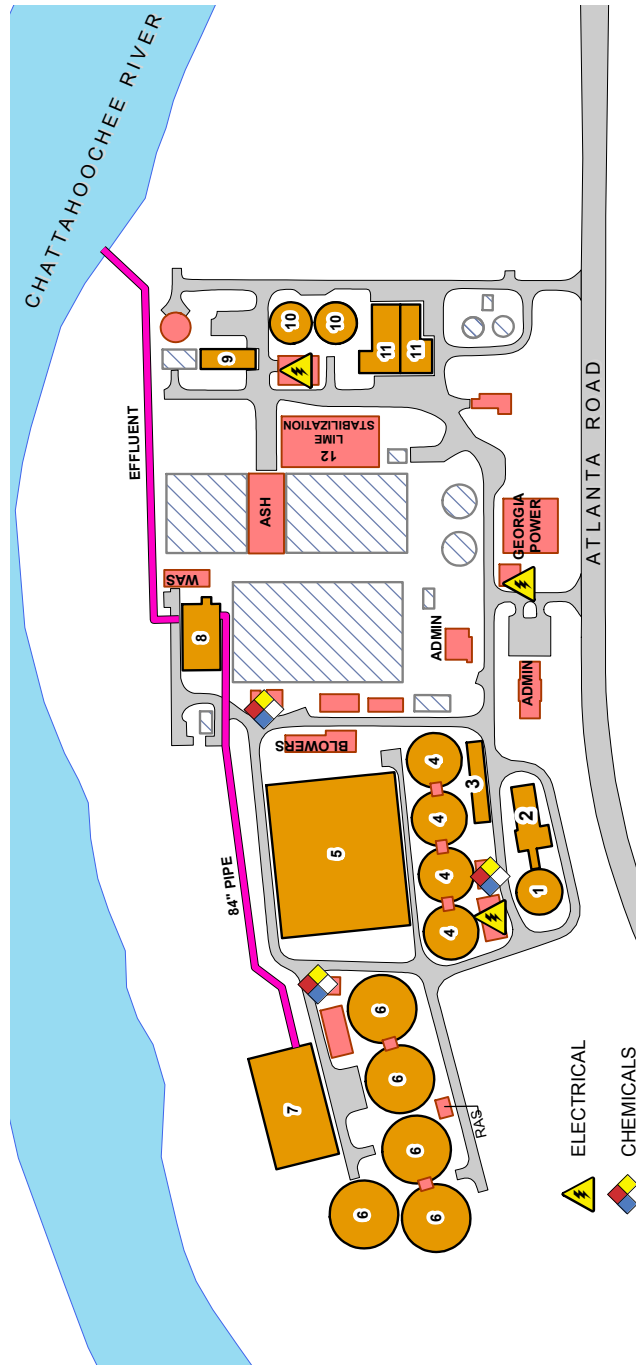 CHATTAHOOCHEE RIVER
EFFLUENT
84" PIPE
9
10
10
11
11
12
LIME
STABILIZATION
ASH
WAS
8
GEORGIA
POWER
ADMIN
ADMIN
ATLANTA ROAD
BLOWERS
5
4
4
4
4
3
2
1
7
6
6
6
6
6
RAS
ELECTRICAL
CHEMICALS